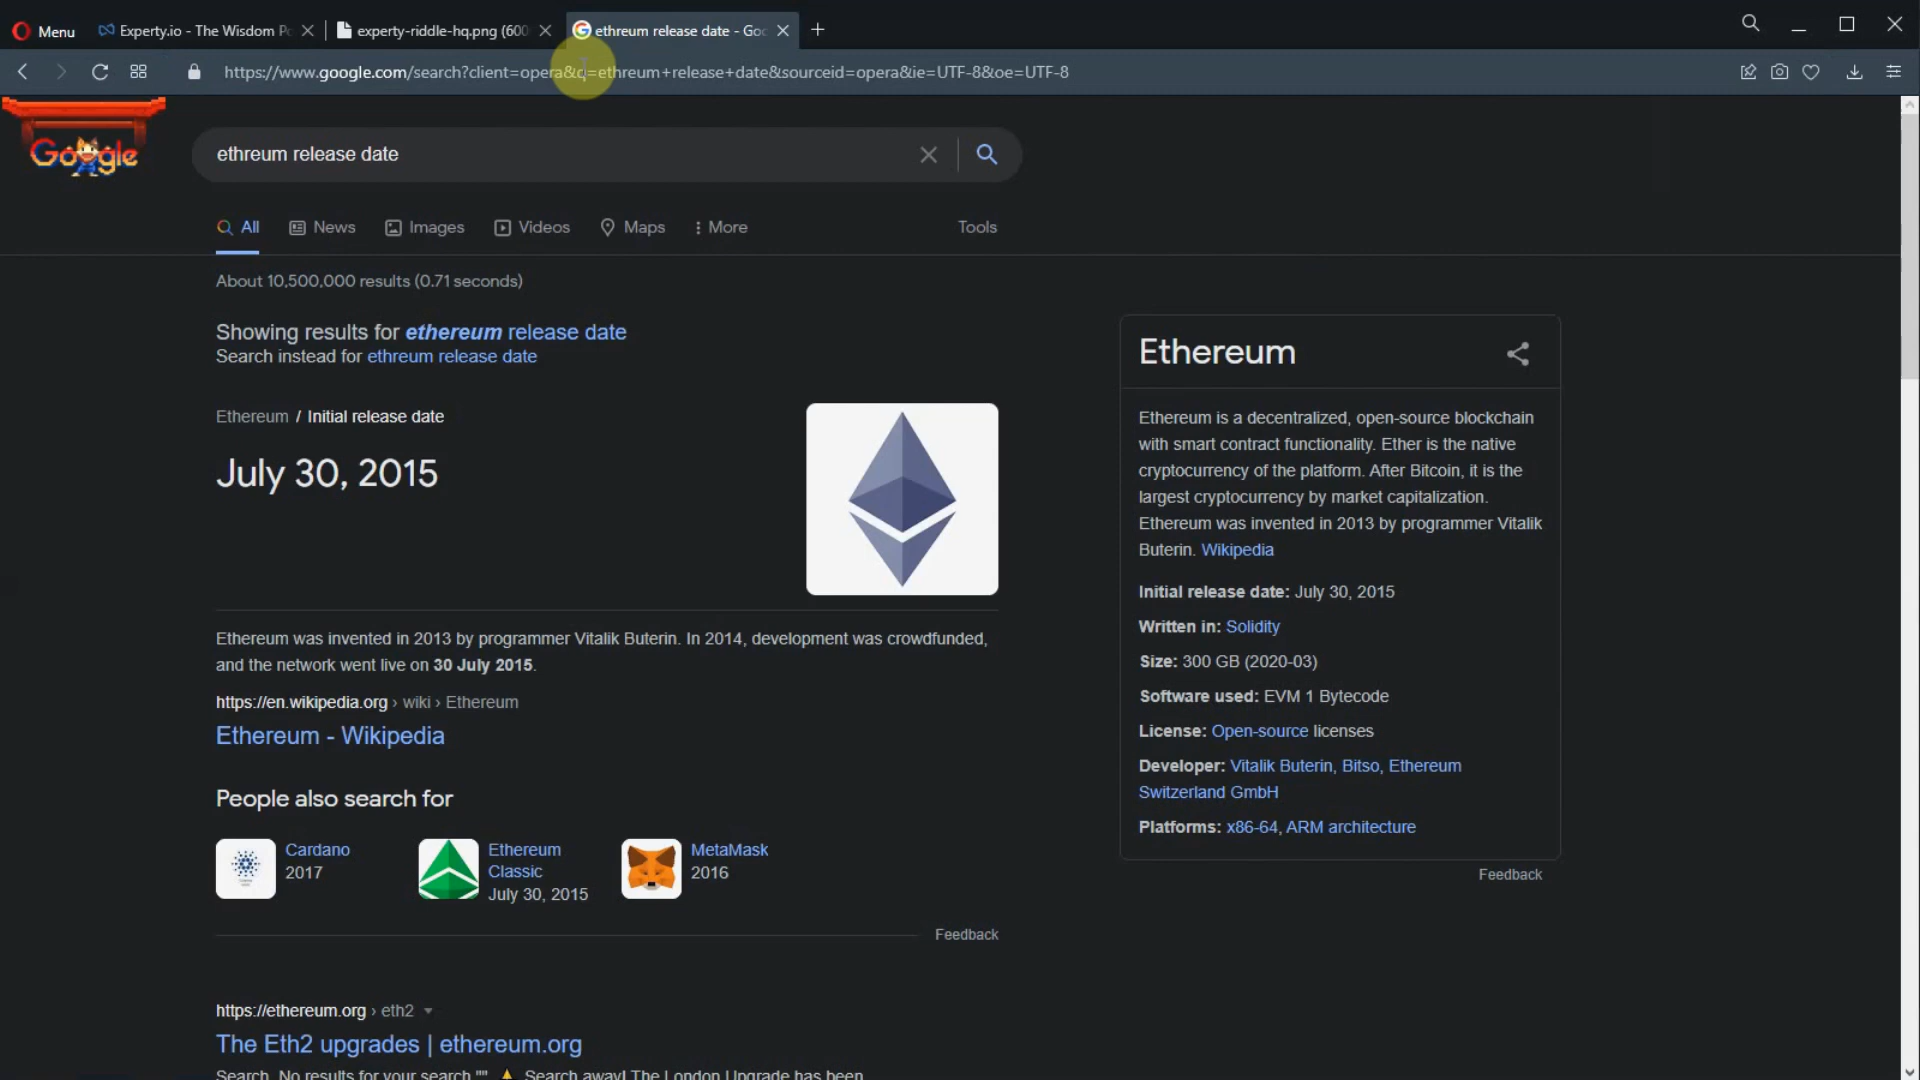 Menu
Experty.io - The Wisdom P
experty-riddle-hq.png (600
ethreum release date - Goo
https://www.google.com/search?client=opera&q=ethreum+release+date&sourceid=opera&ie=UTF-8&oe=UTF-8
Google
ethreum release date
All
News
Images
Videos
Maps
More
Tools
About 10,500,000 results (0.71 seconds)
Showing results for ethereum release date
Search instead for ethreum release date
Ethereum / Initial release date
July 30, 2015
Ethereum was invented in 2013 by programmer Vitalik Buterin. In 2014, development was crowdfunded,
and the network went live on 30 July 2015.
https://en.wikipedia.org › wiki › Ethereum
Ethereum - Wikipedia
People also search for
Cardano
2017
Ethereum
Classic
July 30, 2015
MetaMask
2016
Feedback
https://ethereum.org › eth2
The Eth2 upgrades | ethereum.org
Search. No results for your search "" ⚠ Search away! The London Upgrade has been
Ethereum
Ethereum is a decentralized, open-source blockchain
with smart contract functionality. Ether is the native
cryptocurrency of the platform. After Bitcoin, it is the
largest cryptocurrency by market capitalization.
Ethereum was invented in 2013 by programmer Vitalik
Buterin. Wikipedia
Initial release date: July 30, 2015
Written in: Solidity
Size: 300 GB (2020-03)
Software used: EVM 1 Bytecode
License: Open-source licenses
Developer: Vitalik Buterin, Bitso, Ethereum
Switzerland GmbH
Platforms: x86-64, ARM architecture
Feedback